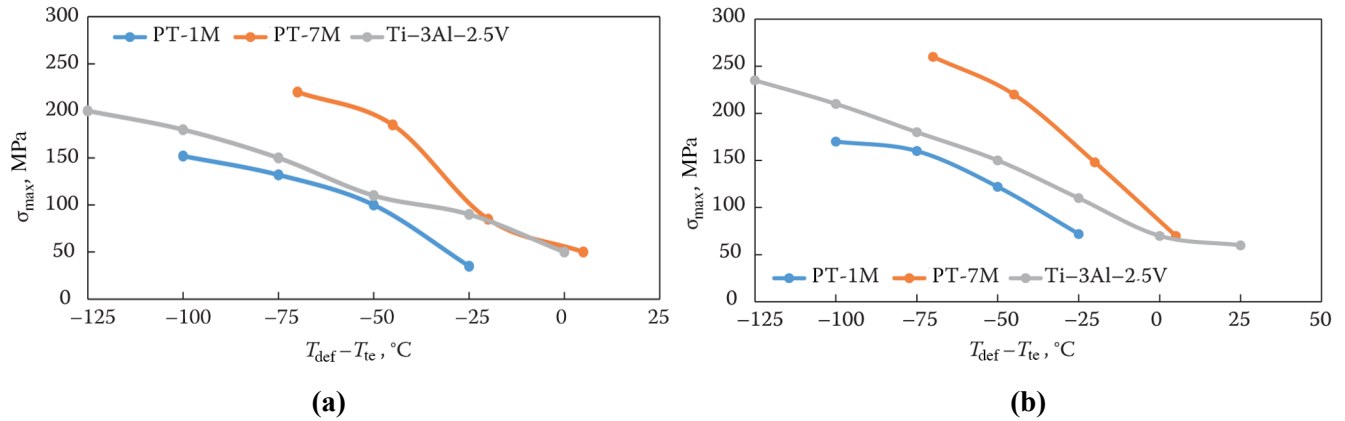 300
PT-1M PT-7M Ti–3Al–2.5V
250
200
150
100
50
0
σmax, MPa
–125 –100 –75 –50 –25 0 25
Tdef – Tte , °C
(a)
300
250
200
150
100
50
0
σmax, MPa
PT-1M PT-7M Ti–3Al–2.5V
–125 –100 –75 –50 –25 0 25 50
Tdef – Tte , °C
(b)